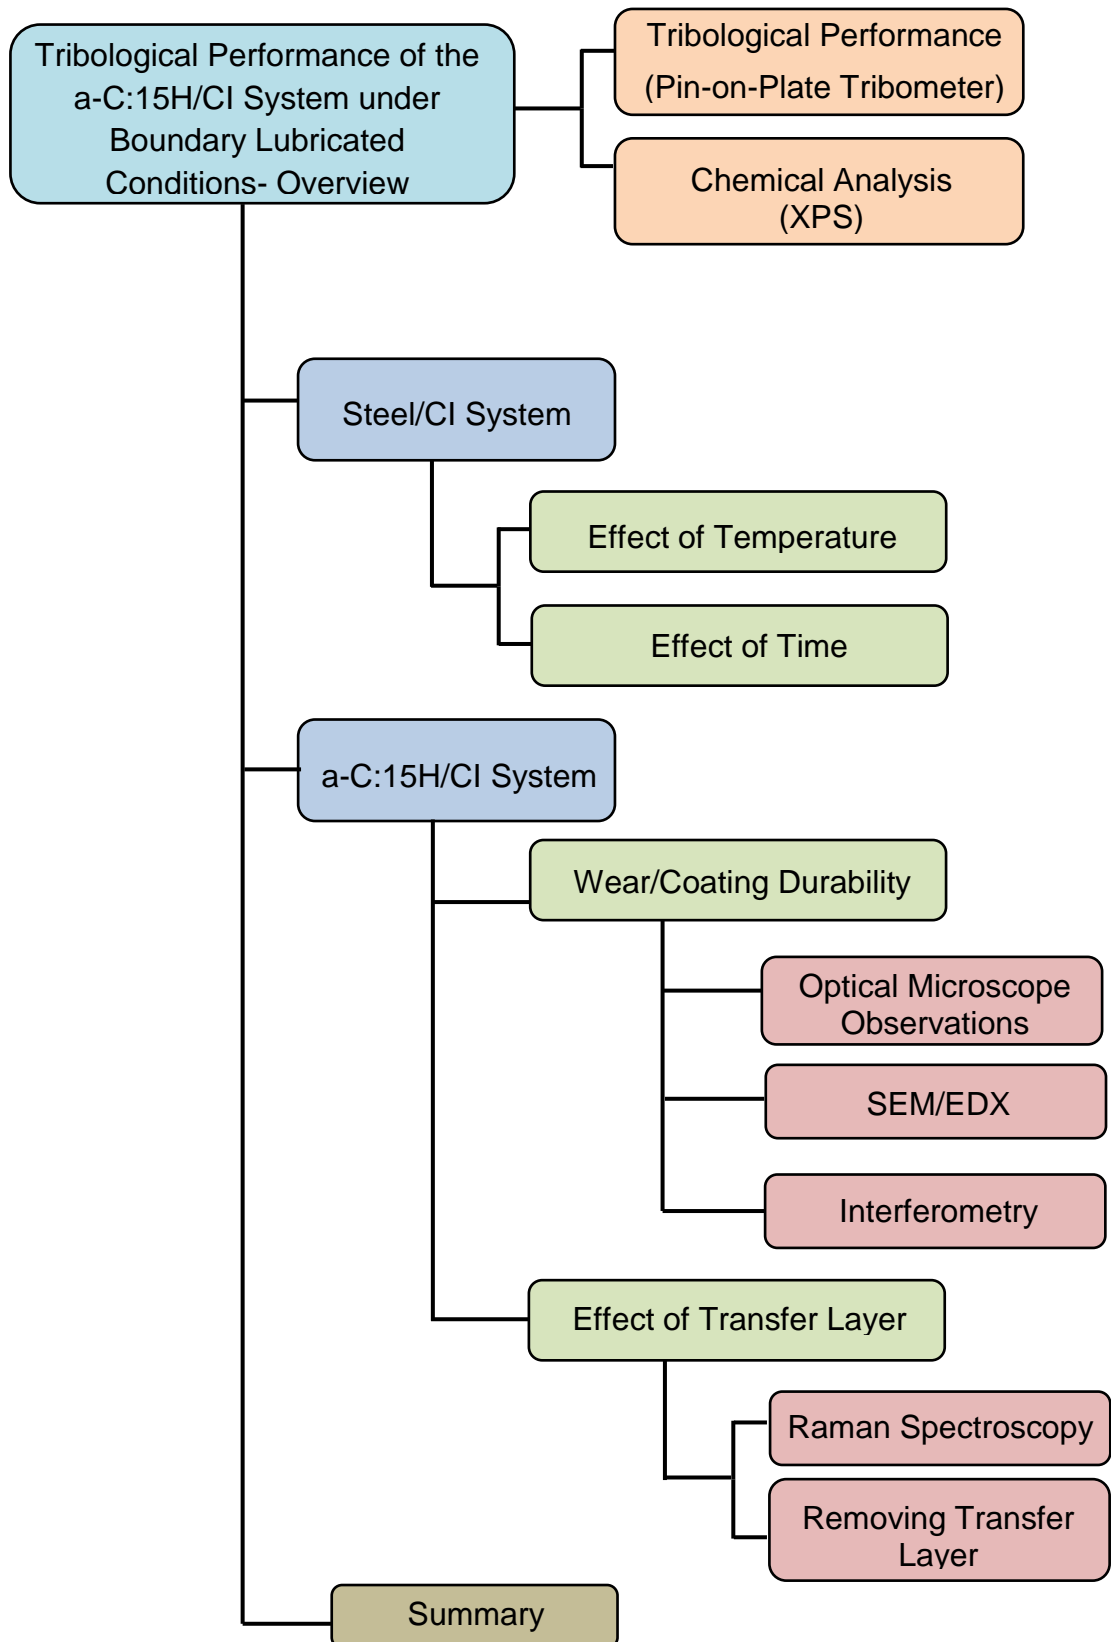 Tribological Performance of the
a-C:15H/CI System under
Boundary Lubricated
Conditions- Overview
Tribological Performance
(Pin-on-Plate Tribometer)
Chemical Analysis
(XPS)
Steel/CI System
Effect of Temperature
Effect of Time
a-C:15H/CI System
Wear/Coating Durability
Optical Microscope
Observations
SEM/EDX
Interferometry
Effect of Transfer Layer
Raman Spectroscopy
Removing Transfer
Layer
Summary